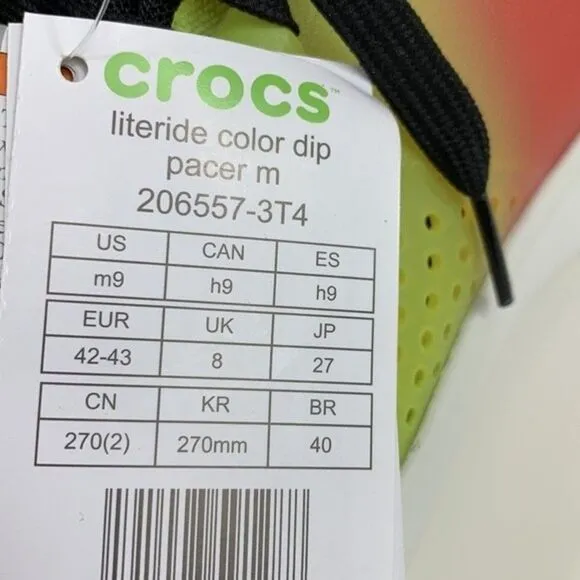 crocs™
literide color dip
pacer m
206557-3T4
US CAN ES
m9 h9 h9
EUR UK JP
42-43 8 27
CN KR BR
270(2) 270mm 40